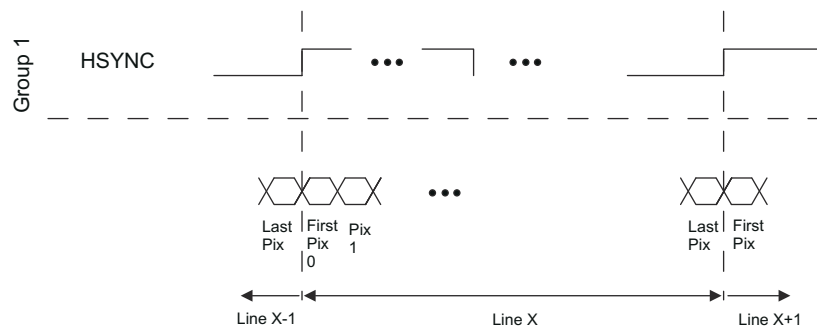 Group 1
HSYNC
Last
Pix
First
Pix
0
Pix
1
Last
Pix
First
Pix
Line X-1
Line X
Line X+1